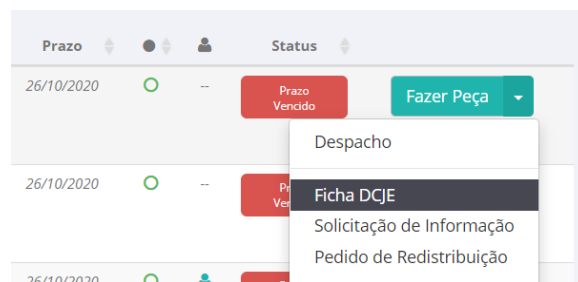 Prazo
Status
26/10/2020
--
Prazo
Vencido
Fazer Peça
Despacho
26/10/2020
--
Ficha DCJE
Solicitação de Informação
Pedido de Redistribuição